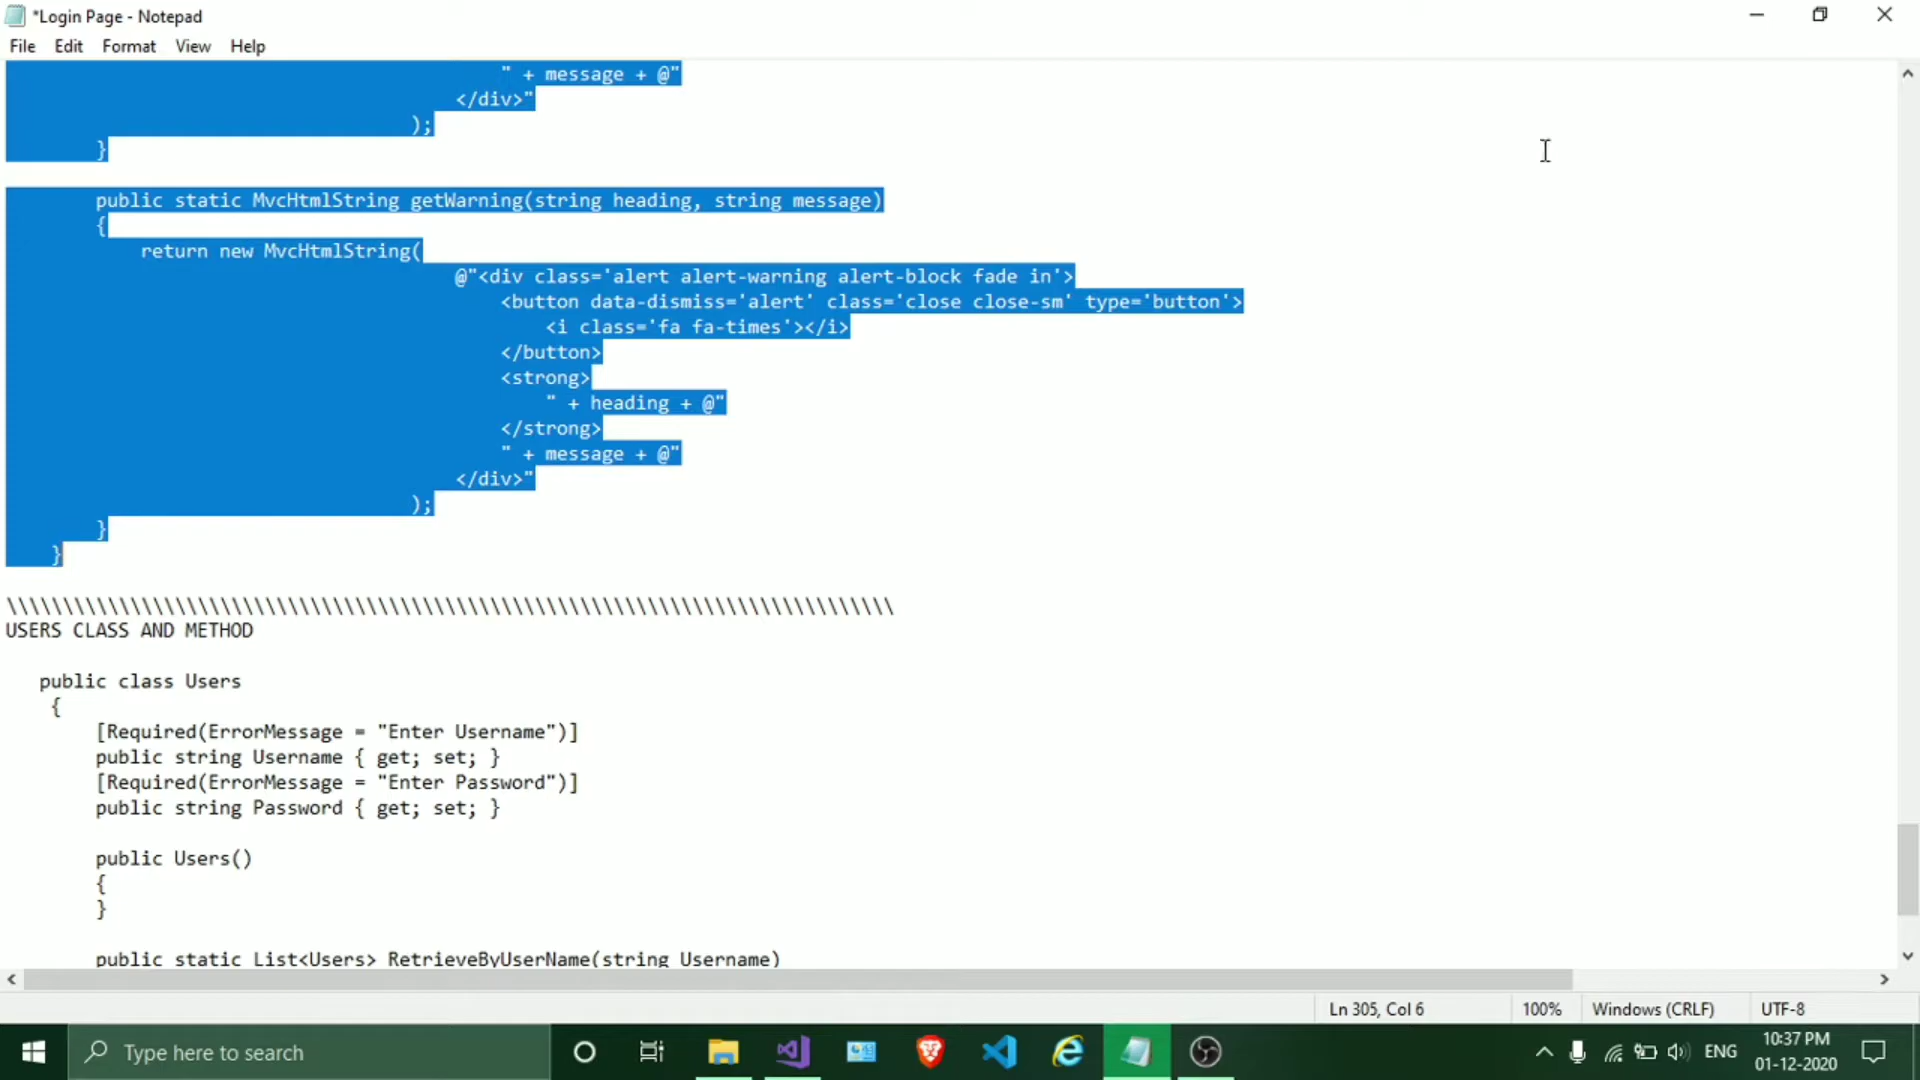 *Login Page - Notepad
File Edit Format View Help
" + message + @"
</div>"
);
}
public static MvcHtmlString getWarning(string heading, string message)
{
return new MvcHtmlString(
@"<div class='alert alert-warning alert-block fade in'>
<button data-dismiss='alert' class='close close-sm' type='button'>
<i class='fa fa-times'></i>
</button>
<strong>
" + heading + @"
</strong>
" + message + @"
</div>"
);
}
}
\\\\\\\\\\\\\\\\\\\\\\\\\\\\\\\\\\\\\\\\\\\\\\\\\\\\\\\\\\\\\\\\\\\\\\\\\\\\\\\
USERS CLASS AND METHOD
public class Users
{
[Required(ErrorMessage = "Enter Username")]
public string Username { get; set; }
[Required(ErrorMessage = "Enter Password")]
public string Password { get; set; }
public Users()
{
}
public static List<Users> RetrieveByUserName(string Username)
Ln 305, Col 6 100% Windows (CRLF) UTF-8
Type here to search
ENG
10:37 PM
01-12-2020